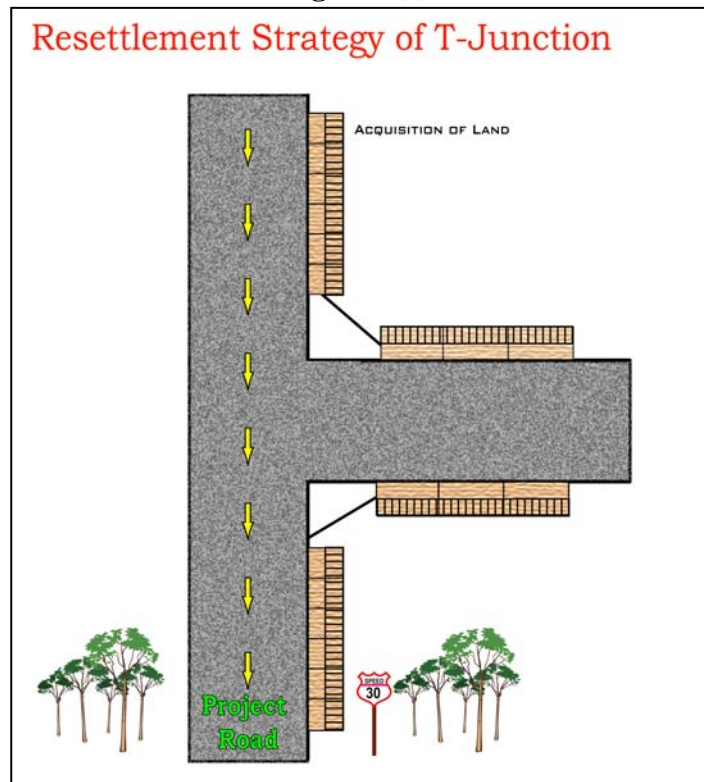 Resettlement Strategy of T-Junction
ACQUISITION OF LAND
SPEED
30
Project
Road